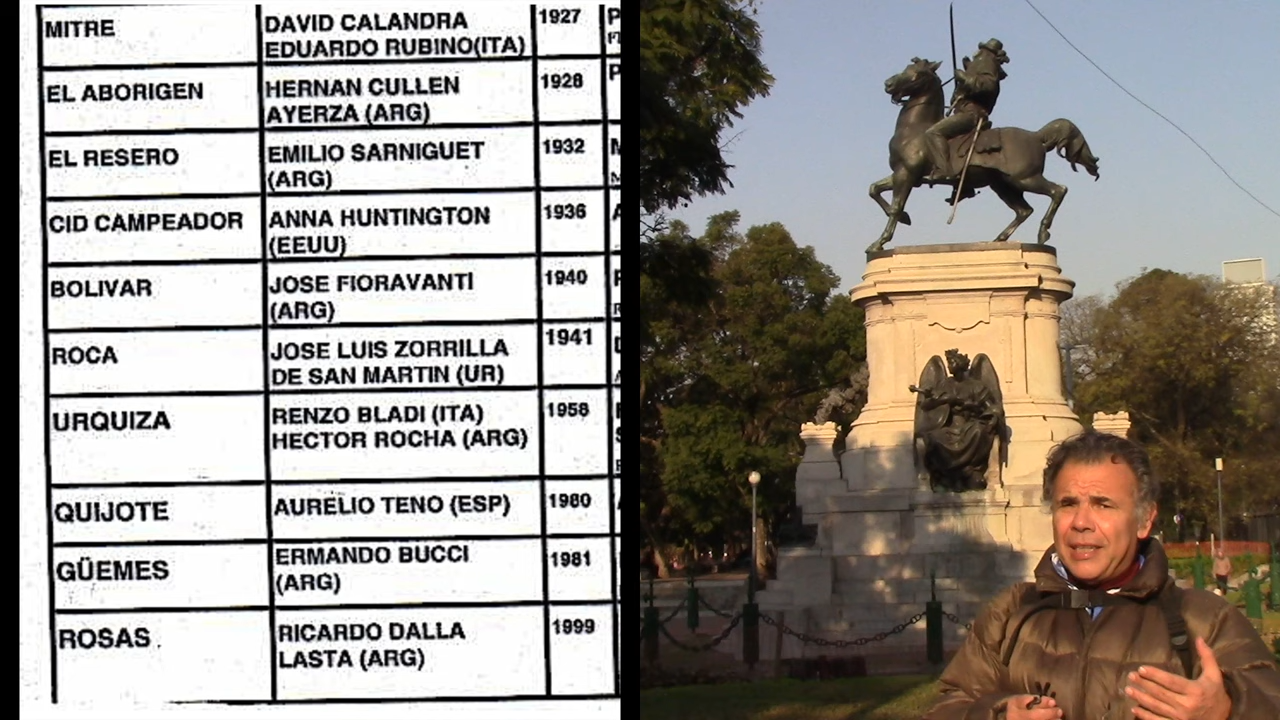 MITRE
DAVID CALANDRA
EDUARDO RUBINO(ITA)
1927
EL ABORIGEN
HERNAN CULLEN
AYERZA (ARG)
1928
EL RESERO
EMILIO SARNIGUET
(ARG)
1932
CID CAMPEADOR
ANNA HUNTINGTON
(EEUU)
1936
BOLIVAR
JOSE FIORAVANTI
(ARG)
1940
ROCA
JOSE LUIS ZORRILLA
DE SAN MARTIN (UR)
1941
URQUIZA
RENZO BLADI (ITA)
HECTOR ROCHA (ARG)
1958
QUIJOTE
AURELIO TENO (ESP)
1980
GÜEMES
ERMANDO BUCCI
(ARG)
1981
ROSAS.
RICARDO DALLA
LASTA (ARG)
1999